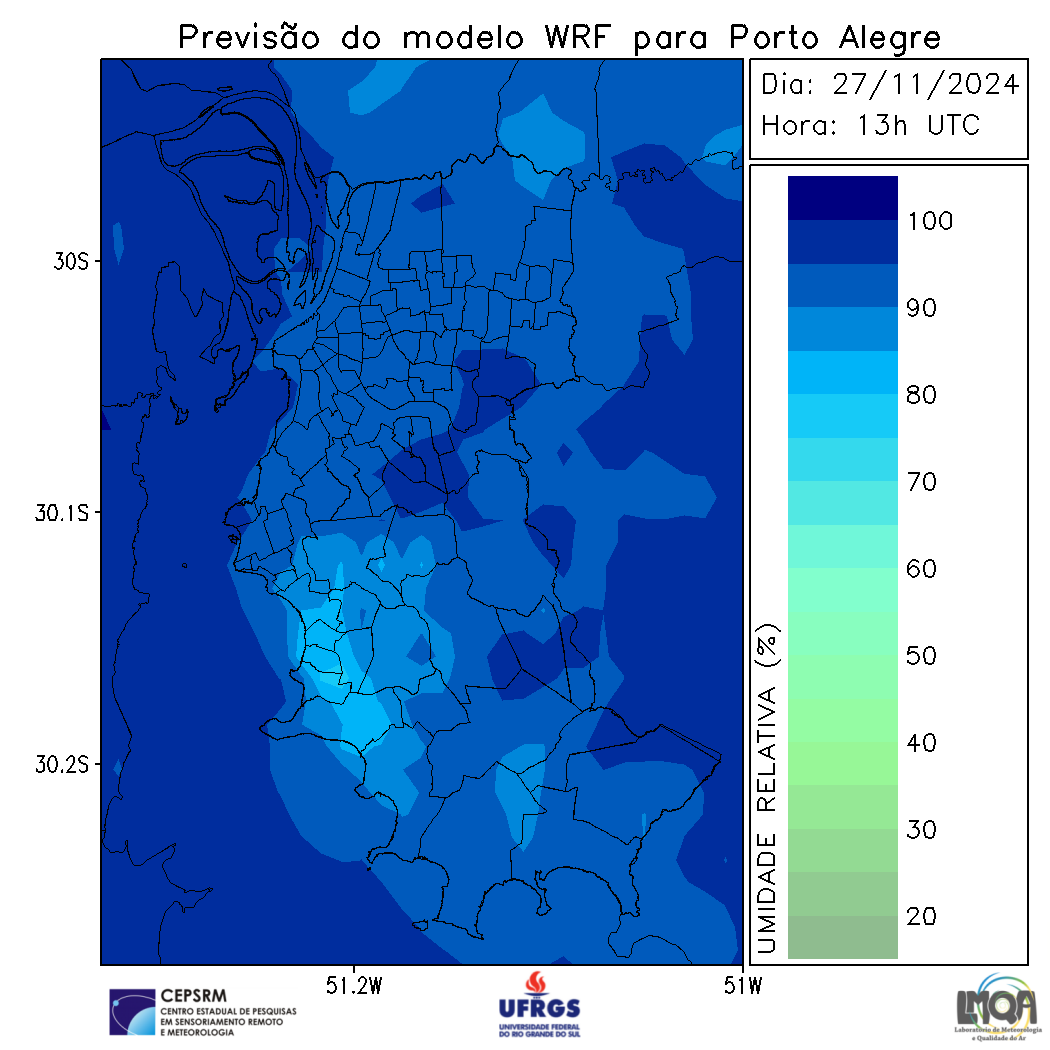 Previsão do modelo WRF para Porto Alegre
Dia: 27/11/2024
Hora: 13h UTC
30S
30.1S
30.2S
51.2W
51W
100
90
80
70
60
50
40
30
20
UMIDADE RELATIVA (%)
CEPSRM
CENTRO ESTADUAL DE PESQUISAS
EM SENSORIAMENTO REMOTO
E METEOROLOGIA
UFRGS
UNIVERSIDADE FEDERAL
DO RIO GRANDE DO SUL
LMQA
Laboratório de Meteorologia
e Qualidade do Ar